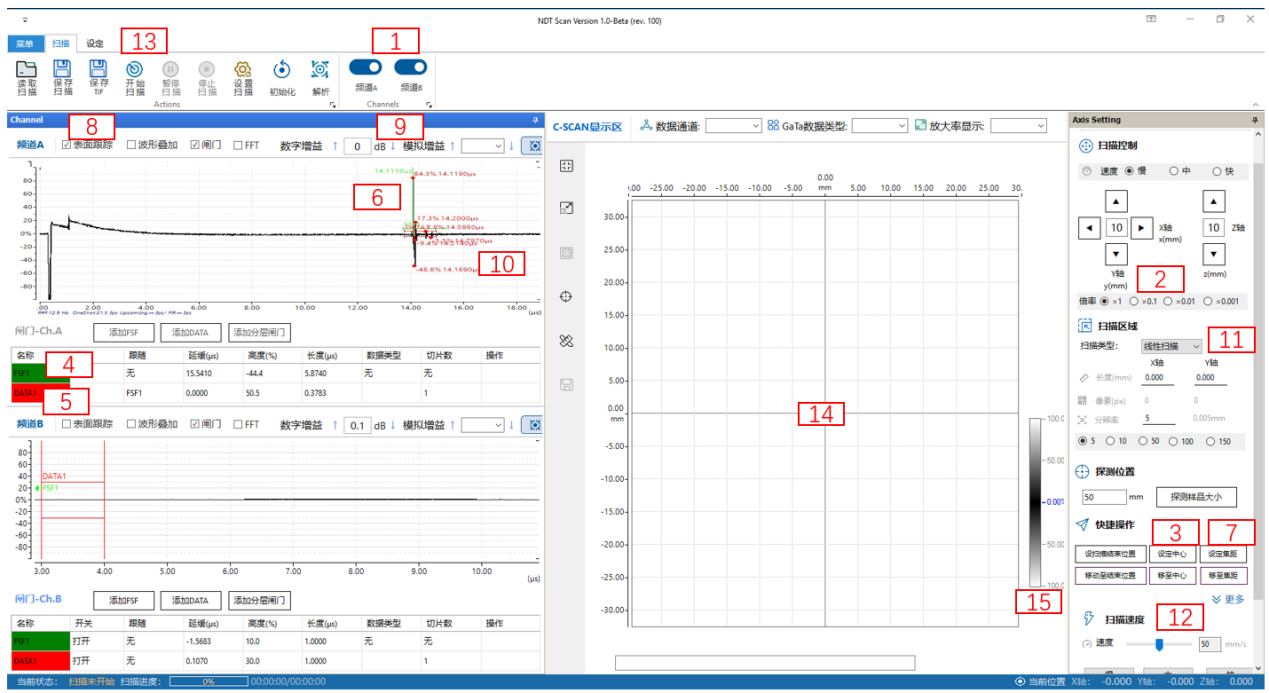 NDT Scan Version 1.0-Beta (rev. 100)
菜单 扫描 设定 13 1
读取扫描 保存扫描 保存TIF 开始扫描 暂停扫描 停止扫描 设置扫描 初始化 解析 频道A 频道B
Actions Channels
Channel
8 9
频道A 表面跟踪 波形叠加 闸门 FFT 数字增益 ↑ 0 dB ↓ 模拟增益 ↑ ↓
80
60
40
20
0%
-20
-40
-60
-80
84.3% 14.1190μs
6
17.3% 14.2000μs
-48.8% 14.1690μs
10
.00 2.00 4.00 6.00 8.00 10.00 12.00 14.00 16.00 18.00
(μs)
闸门-Ch.A 添加FSF 添加DATA 添加分层闸门
名称 跟随 延缓(μs) 高度(%) 长度(μs) 数据类型 切片数 操作
FSF1 4 无 15.5410 -44.4 5.8740 无 无
DATA1 5 FSF1 0.0000 50.5 0.3783 1
频道B 表面跟踪 波形叠加 闸门 FFT 数字增益 ↑ 0.1 dB ↓ 模拟增益 ↑ ↓
80
60
40
20
0%
-20
-40
-60
-80
DATA1
FSF1
3.00 4.00 5.00 6.00 7.00 8.00 9.00 10.00
(μs)
闸门-Ch.B 添加FSF 添加DATA 添加分层闸门
名称 开关 跟随 延缓(μs) 高度(%) 长度(μs) 数据类型 切片数 操作
FSF1 打开 无 -1.5683 10.0 1.0000 无 无
DATA1 打开 无 0.1070 30.0 1.0000 1
C-SCAN显示区 数据通道: GaTa数据类型: 放大率显示:
0.00
.00 -25.00 -20.00 -15.00 -10.00 -5.00 mm 5.00 10.00 15.00 20.00 25.00 30.
30.00
25.00
20.00
15.00
10.00
5.00
0.00
mm
-5.00
-10.00
-15.00
-20.00
-25.00
-30.00
14
100.0
50.00
0.001
50.00
100.0
15
Axis Setting
扫描控制
速度 慢 中 快
10 X轴 x(mm) 10 Z轴
Y轴 y(mm) 2 z(mm)
倍率 ×1 ×0.1 ×0.01 ×0.001
扫描区域
扫描类型: 线性扫描 11
X轴 Y轴
长度(mm) 0.000 0.000
像素(px) 0 0
分辨率 5 0.005mm
5 10 50 100 150
探测位置
50 mm 探测样品大小
快捷操作 3 7
设扫描结束位置 设定中心 设定焦距
移动至结束位置 移至中心 移至焦距
更多
扫描速度 12
速度 50 mm/s
当前状态: 扫描未开始 扫描进度: 0% 00:00:00/00:00:00 当前位置 X轴: -0.000 Y轴: -0.000 Z轴: 0.000